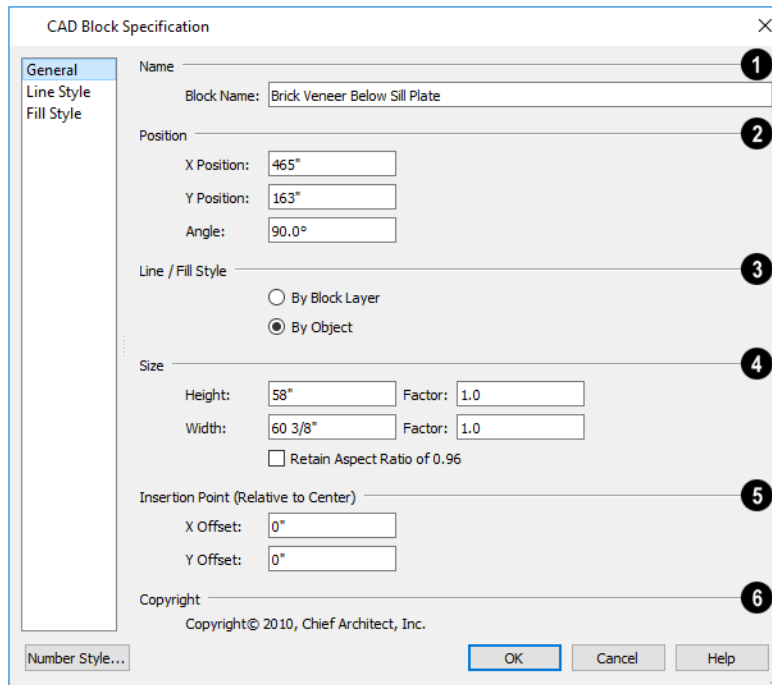 CAD Block Specification
General
Line Style
Fill Style
Name 1
Block Name: Brick Veneer Below Sill Plate
Position 2
X Position: 465"
Y Position: 163"
Angle: 90.0°
Line / Fill Style 3
By Block Layer
By Object
Size 4
Height: 58" Factor: 1.0
Width: 60 3/8" Factor: 1.0
Retain Aspect Ratio of 0.96
Insertion Point (Relative to Center) 5
X Offset: 0"
Y Offset: 0"
Copyright 6
Copyright© 2010, Chief Architect, Inc.
Number Style... OK Cancel Help